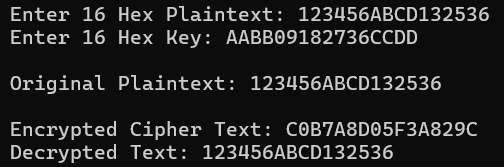 Enter 16 Hex Plaintext: 123456ABCD132536
Enter 16 Hex Key: AABB09182736CCDD
Original Plaintext: 123456ABCD132536
Encrypted Cipher Text: C0B7A8D05F3A829C
Decrypted Text: 123456ABCD132536